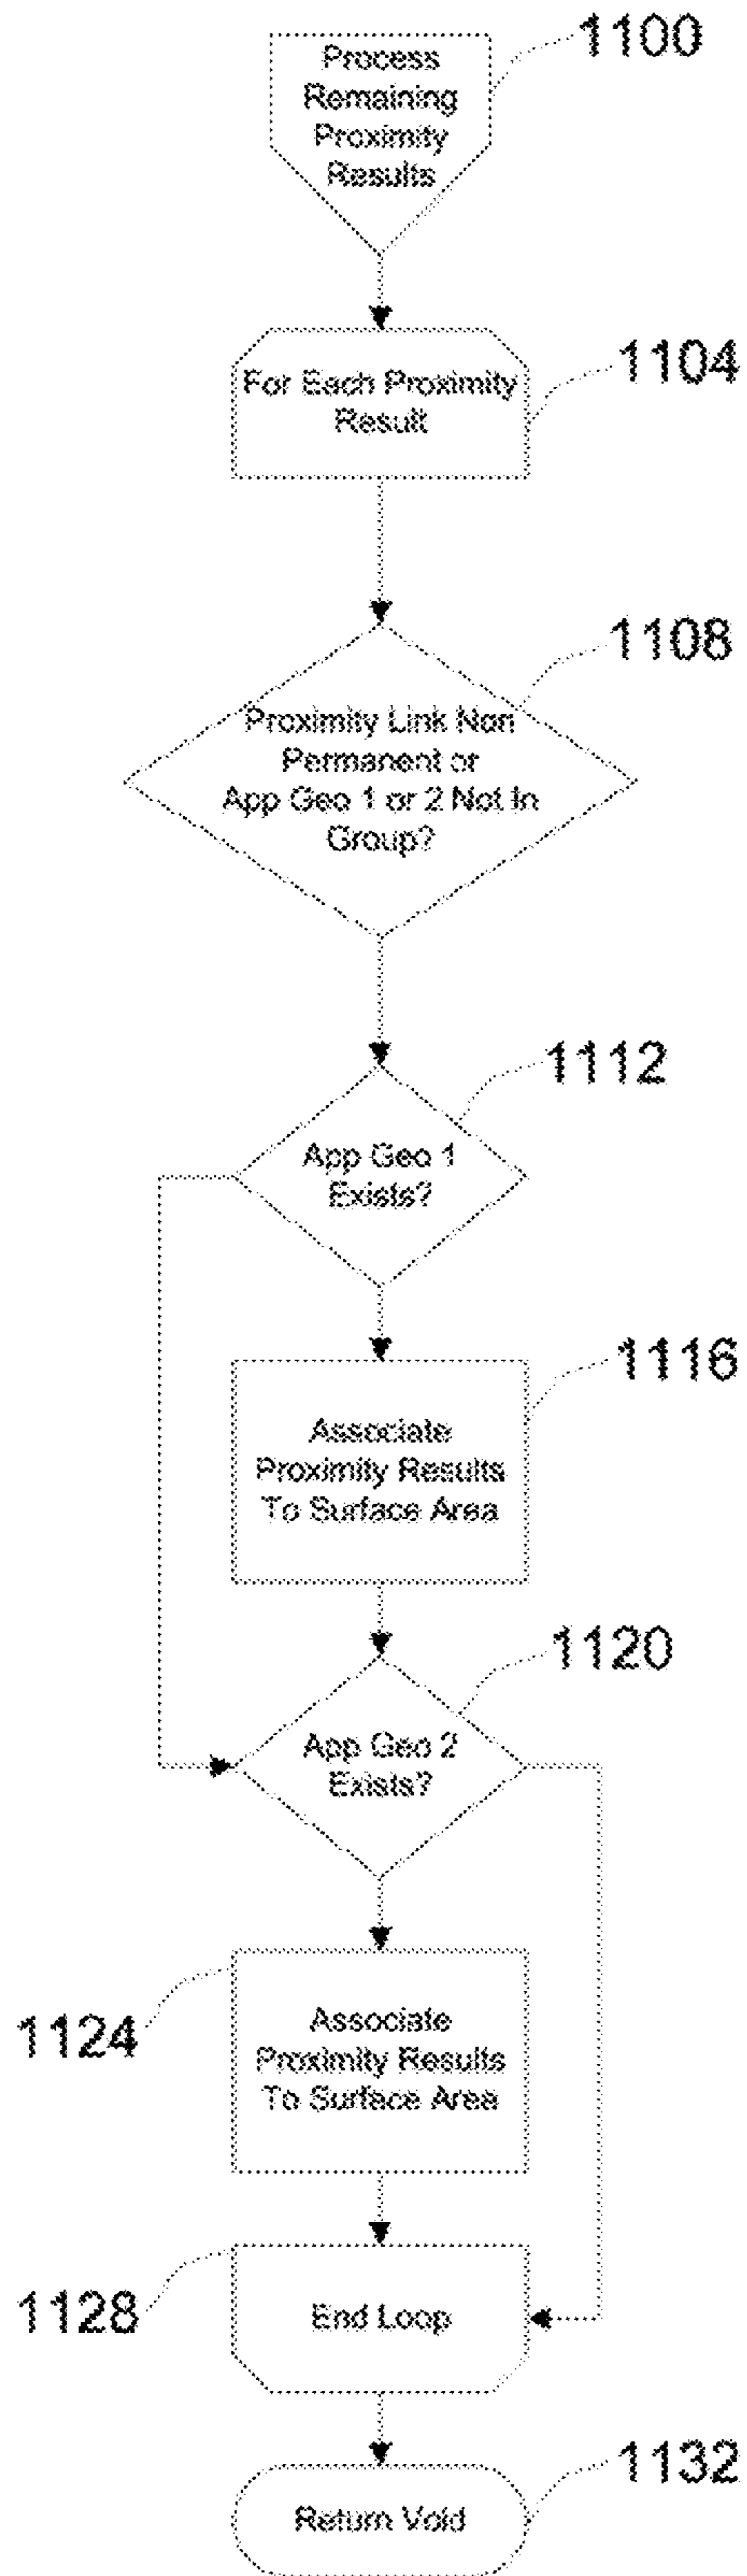 1100
Process
Remaining
Proximity
Results
1104
For Each Proximity
Result
1108
Proximity Link Non
Permanent or
App Geo 1 or 2 Not In
Group?
1112
App Geo 1
Exists?
1116
Associate
Proximity Results
To Surface Area
1120
App Geo 2
Exists?
1124
Associate
Proximity Results
To Surface Area
1128
End Loop
1132
Return Void